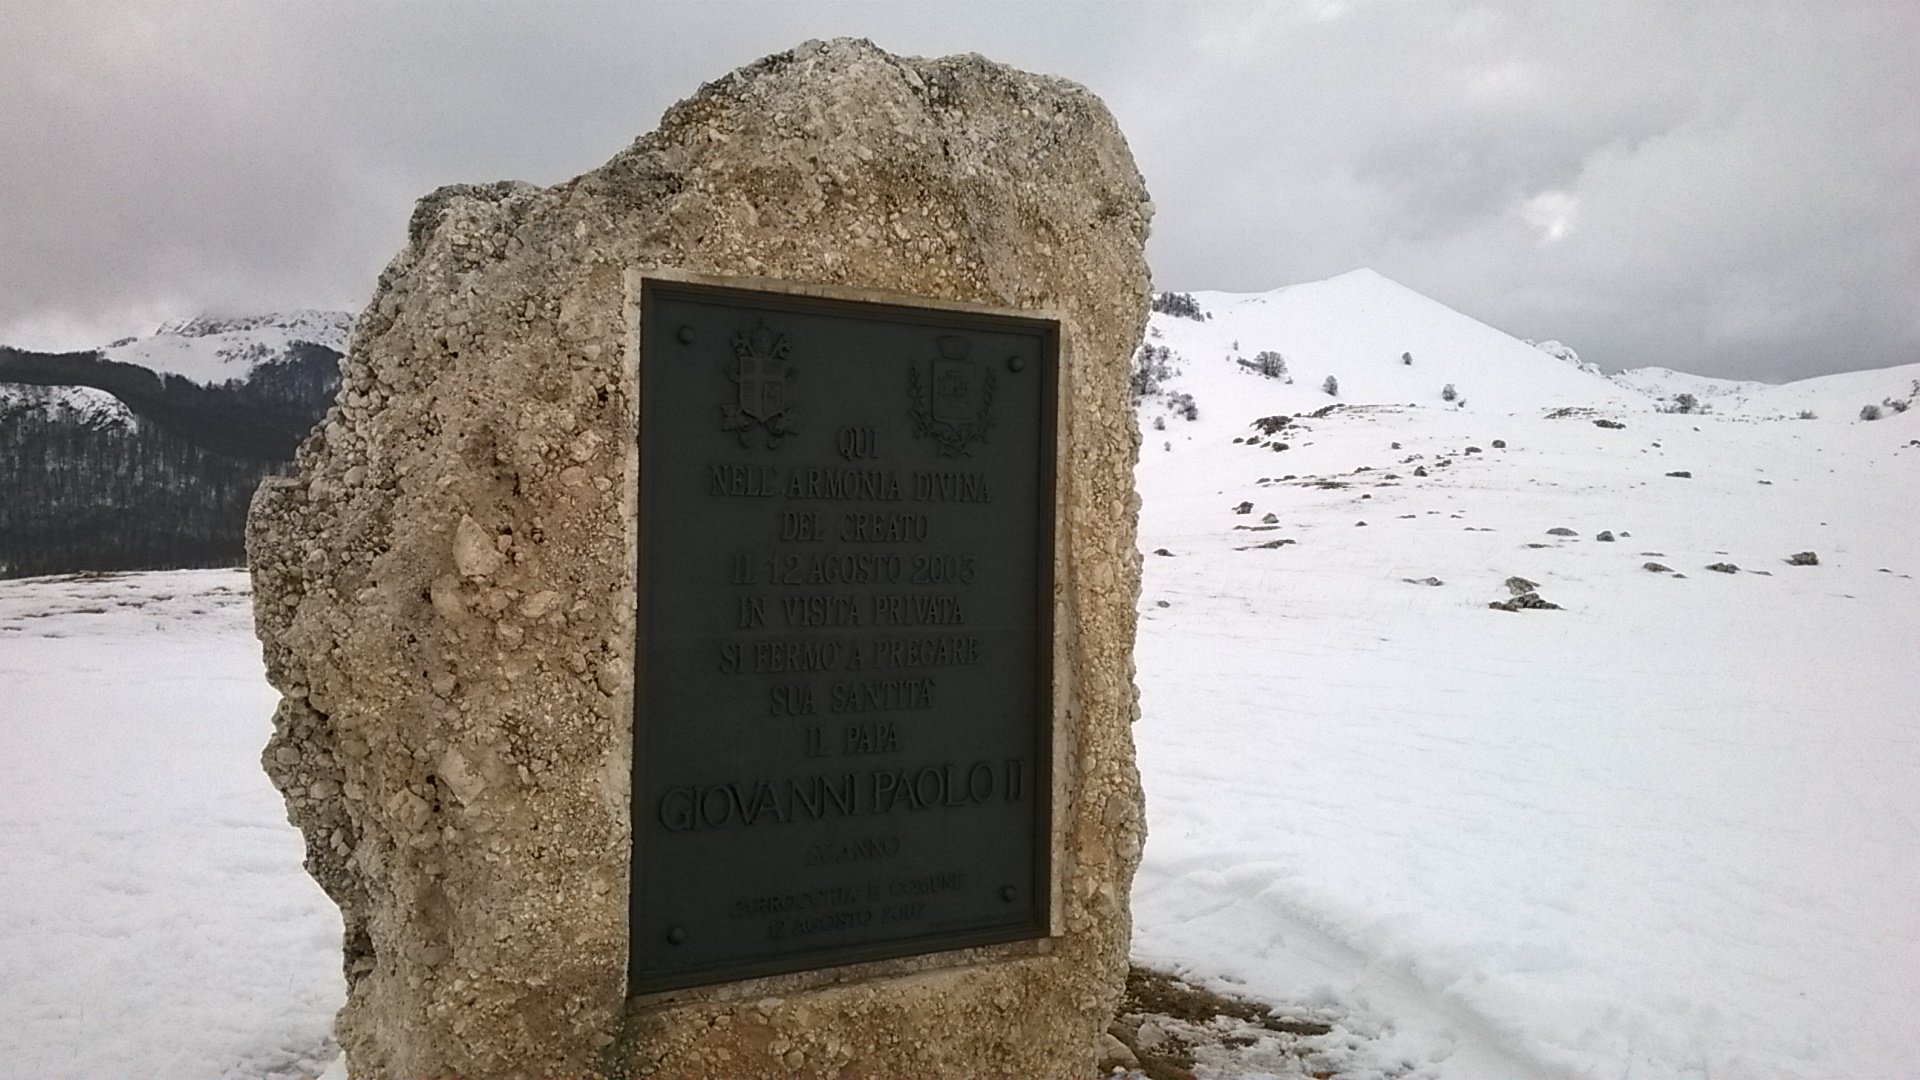 QUI
NELL'ARMONIA DIVINA
DEL CREATO
IL 12 AGOSTO 2003
IN VISITA PRIVATA
SI FERMO' A PREGARE
SUA SANTITA'
IL PAPA
GIOVANNI PAOLO II
SCANNO
PARROCCHIA E COMUNE
12 AGOSTO 2007